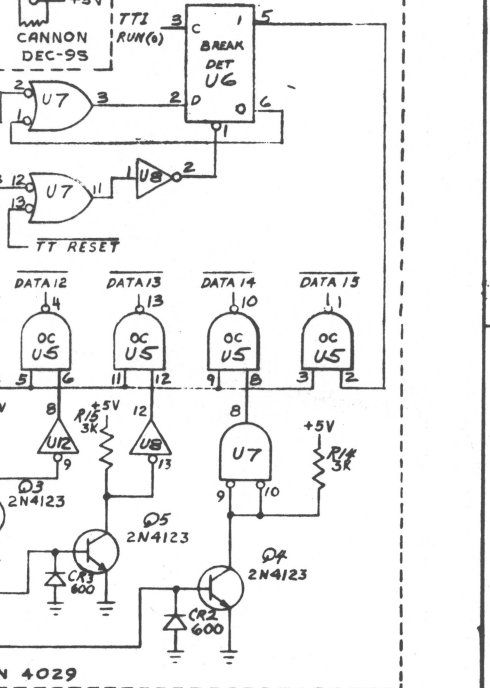 +5V
CANNON
DEC-9S
TTI
RUN(0)
3
C
1
5
BREAK
DET
U6
2
D
0
6
1
2
1
U7
3
12
13
U7
11
1
U8
2
TT RESET
DATA 12
DATA 13
DATA 14
DATA 15
4
13
10
1
OC
U5
OC
U5
OC
U5
OC
U5
5
6
11
12
9
8
3
2
V
8
R15
3K
+5V
12
8
+5V
U12
U8
U7
R14
3K
9
13
9
10
Q3
2N4123
Q5
2N4123
Q4
2N4123
CR3
600
CR2
600
N 4029